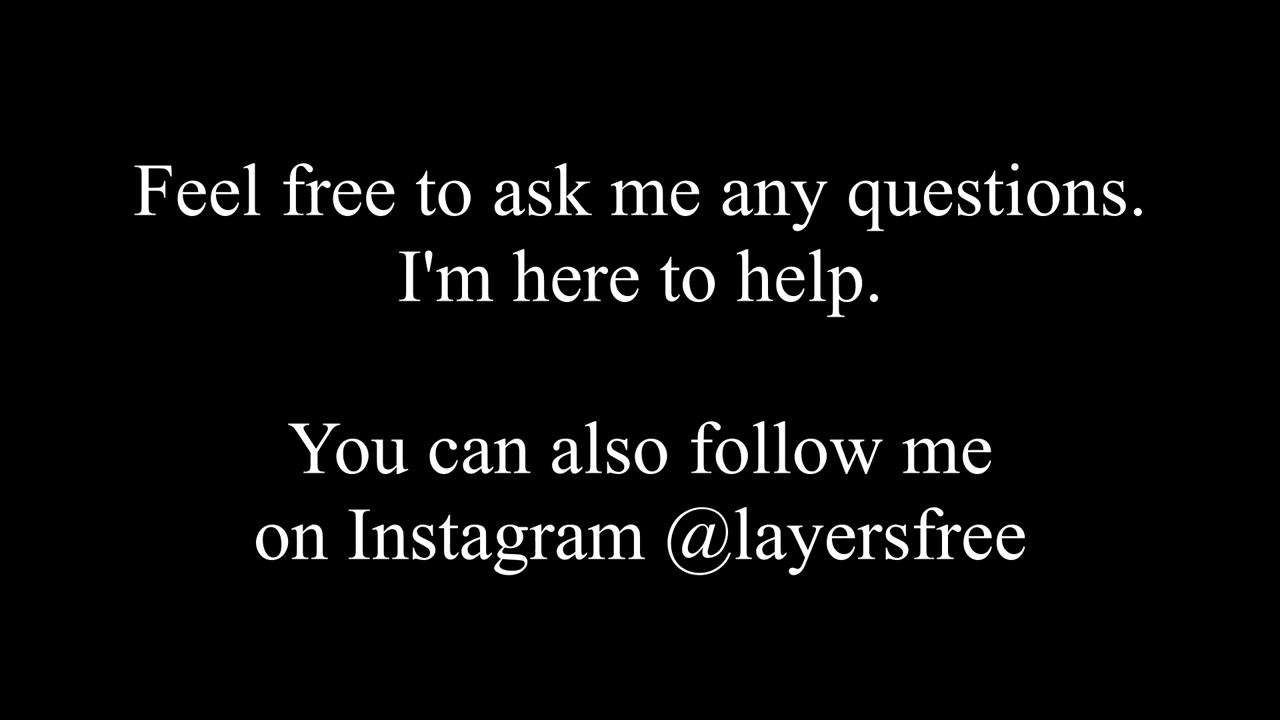 Feel free to ask me any questions.
I'm here to help.
You can also follow me
on Instagram @layersfree